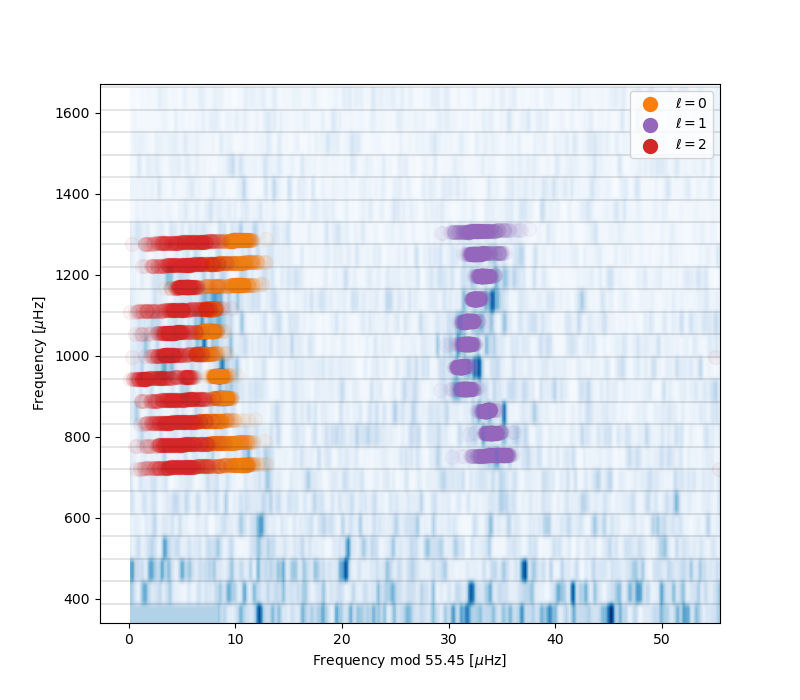 ℓ = 0
ℓ = 1
ℓ = 2
1600
1400
1200
1000
800
600
400
Frequency [μHz]
0 10 20 30 40 50
Frequency mod 55.45 [μHz]